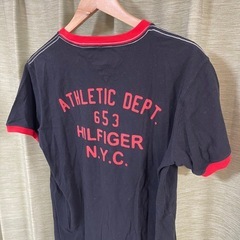 ATHLETIC DEPT.
653
HILFIGER
N.Y.C.